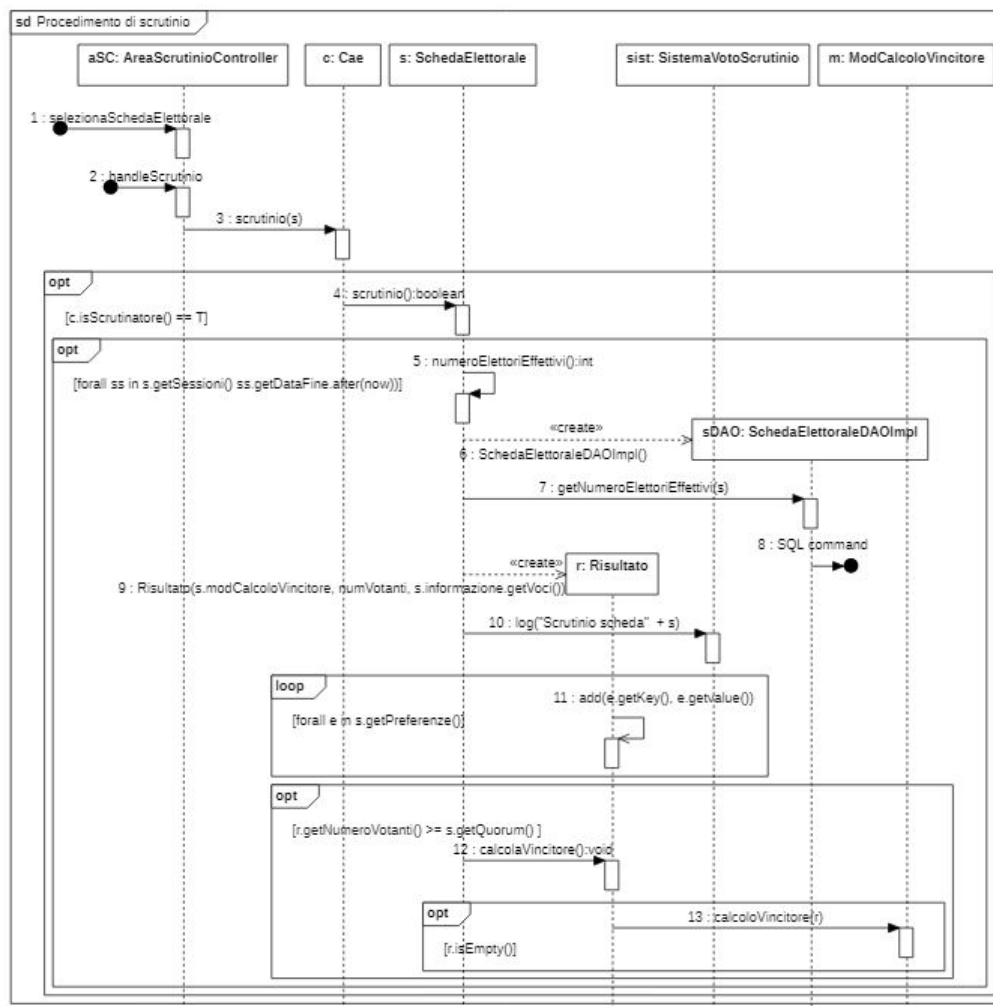 sd Procedimento di scrutinio
aSC: AreaScrutinioController
c: Cae
s: SchedaElettorale
sist: SistemaVotoScrutinio
m: ModCalcoloVincitore
1 : selezionaSchedaElettorale
2 : handleScrutinio
3 : scrutinio(s)
opt
4 : scrutinio():boolean
[c.isScrutinatore() == T]
opt
5 : numeroElettoriEffettivi():int
[forall ss in s.getSessioni() ss.getDataFine.after(now))]
«create»
sDAO: SchedaElettoraleDAOImpl
6 : SchedaElettoraleDAOImpl()
7 : getNumeroElettoriEffettivi(s)
8 : SQL command
«create»
r: Risultato
9 : Risultato(s.modCalcoloVincitore, numVotanti, s.informazione.getVoci())
10 : log("Scrutinio scheda" + s)
loop
11 : add(e.getKey(), e.getValue())
[forall e in s.getPreferenze()]
opt
[r.getNumeroVotanti() >= s.getQuorum() ]
12 : calcolaVincitore():void
opt
13 : calcoloVincitore(r)
[r.isEmpty()]